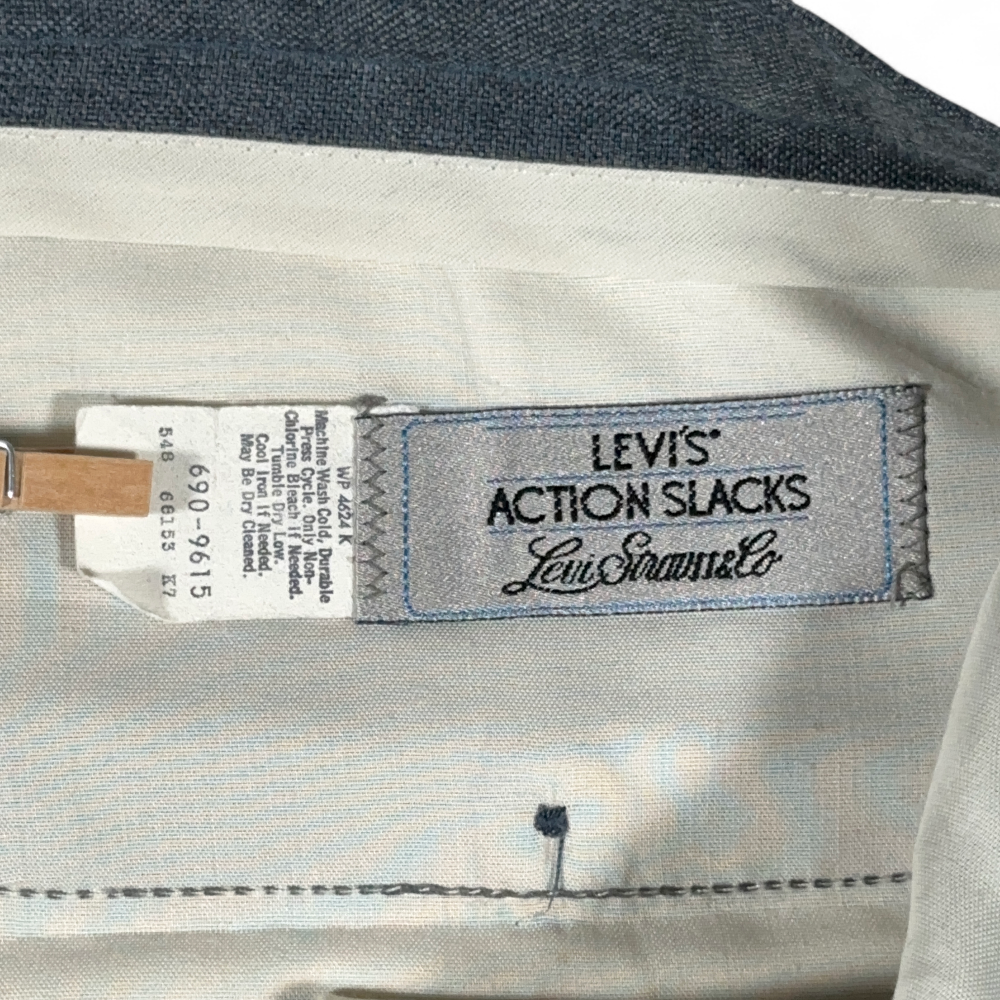 LEVI'S®
ACTION SLACKS
Levi Strauss & Co
WP 4624 K
Machine Wash Cold, Durable
Press Cycle. Only Non-
Chlorine Bleach If Needed.
Tumble Dry Low.
Cool Iron If Needed.
May Be Dry Cleaned.
690-9615
548 68153 K7